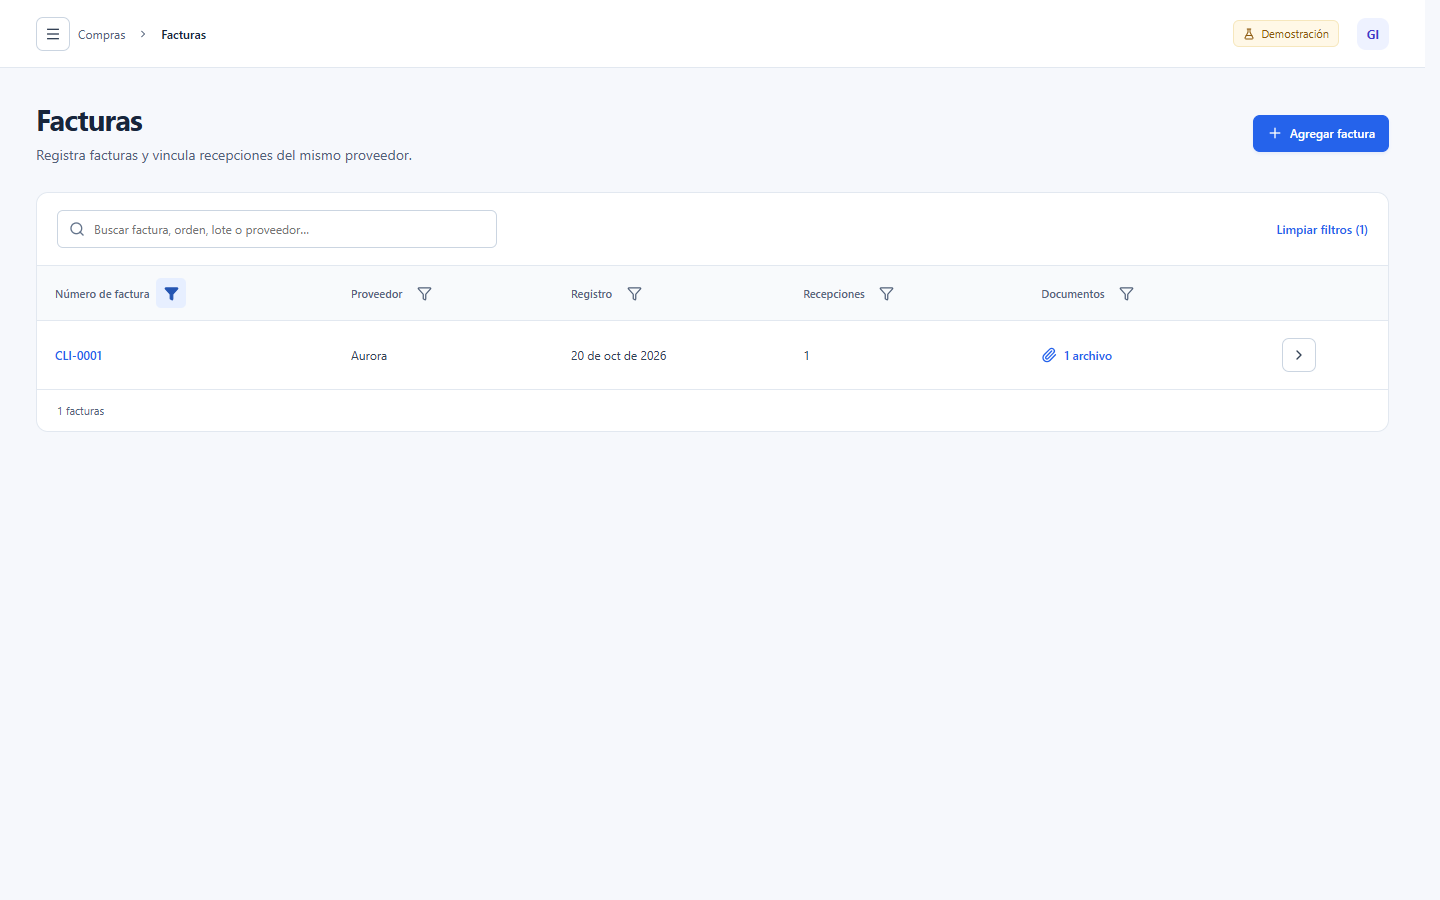 Compras > Facturas
Demostración
GI
Facturas
Registra facturas y vincula recepciones del mismo proveedor.
+ Agregar factura
Buscar factura, orden, lote o proveedor...
Limpiar filtros (1)
Número de factura Proveedor Registro Recepciones Documentos
CLI-0001 Aurora 20 de oct de 2026 1 1 archivo
1 facturas